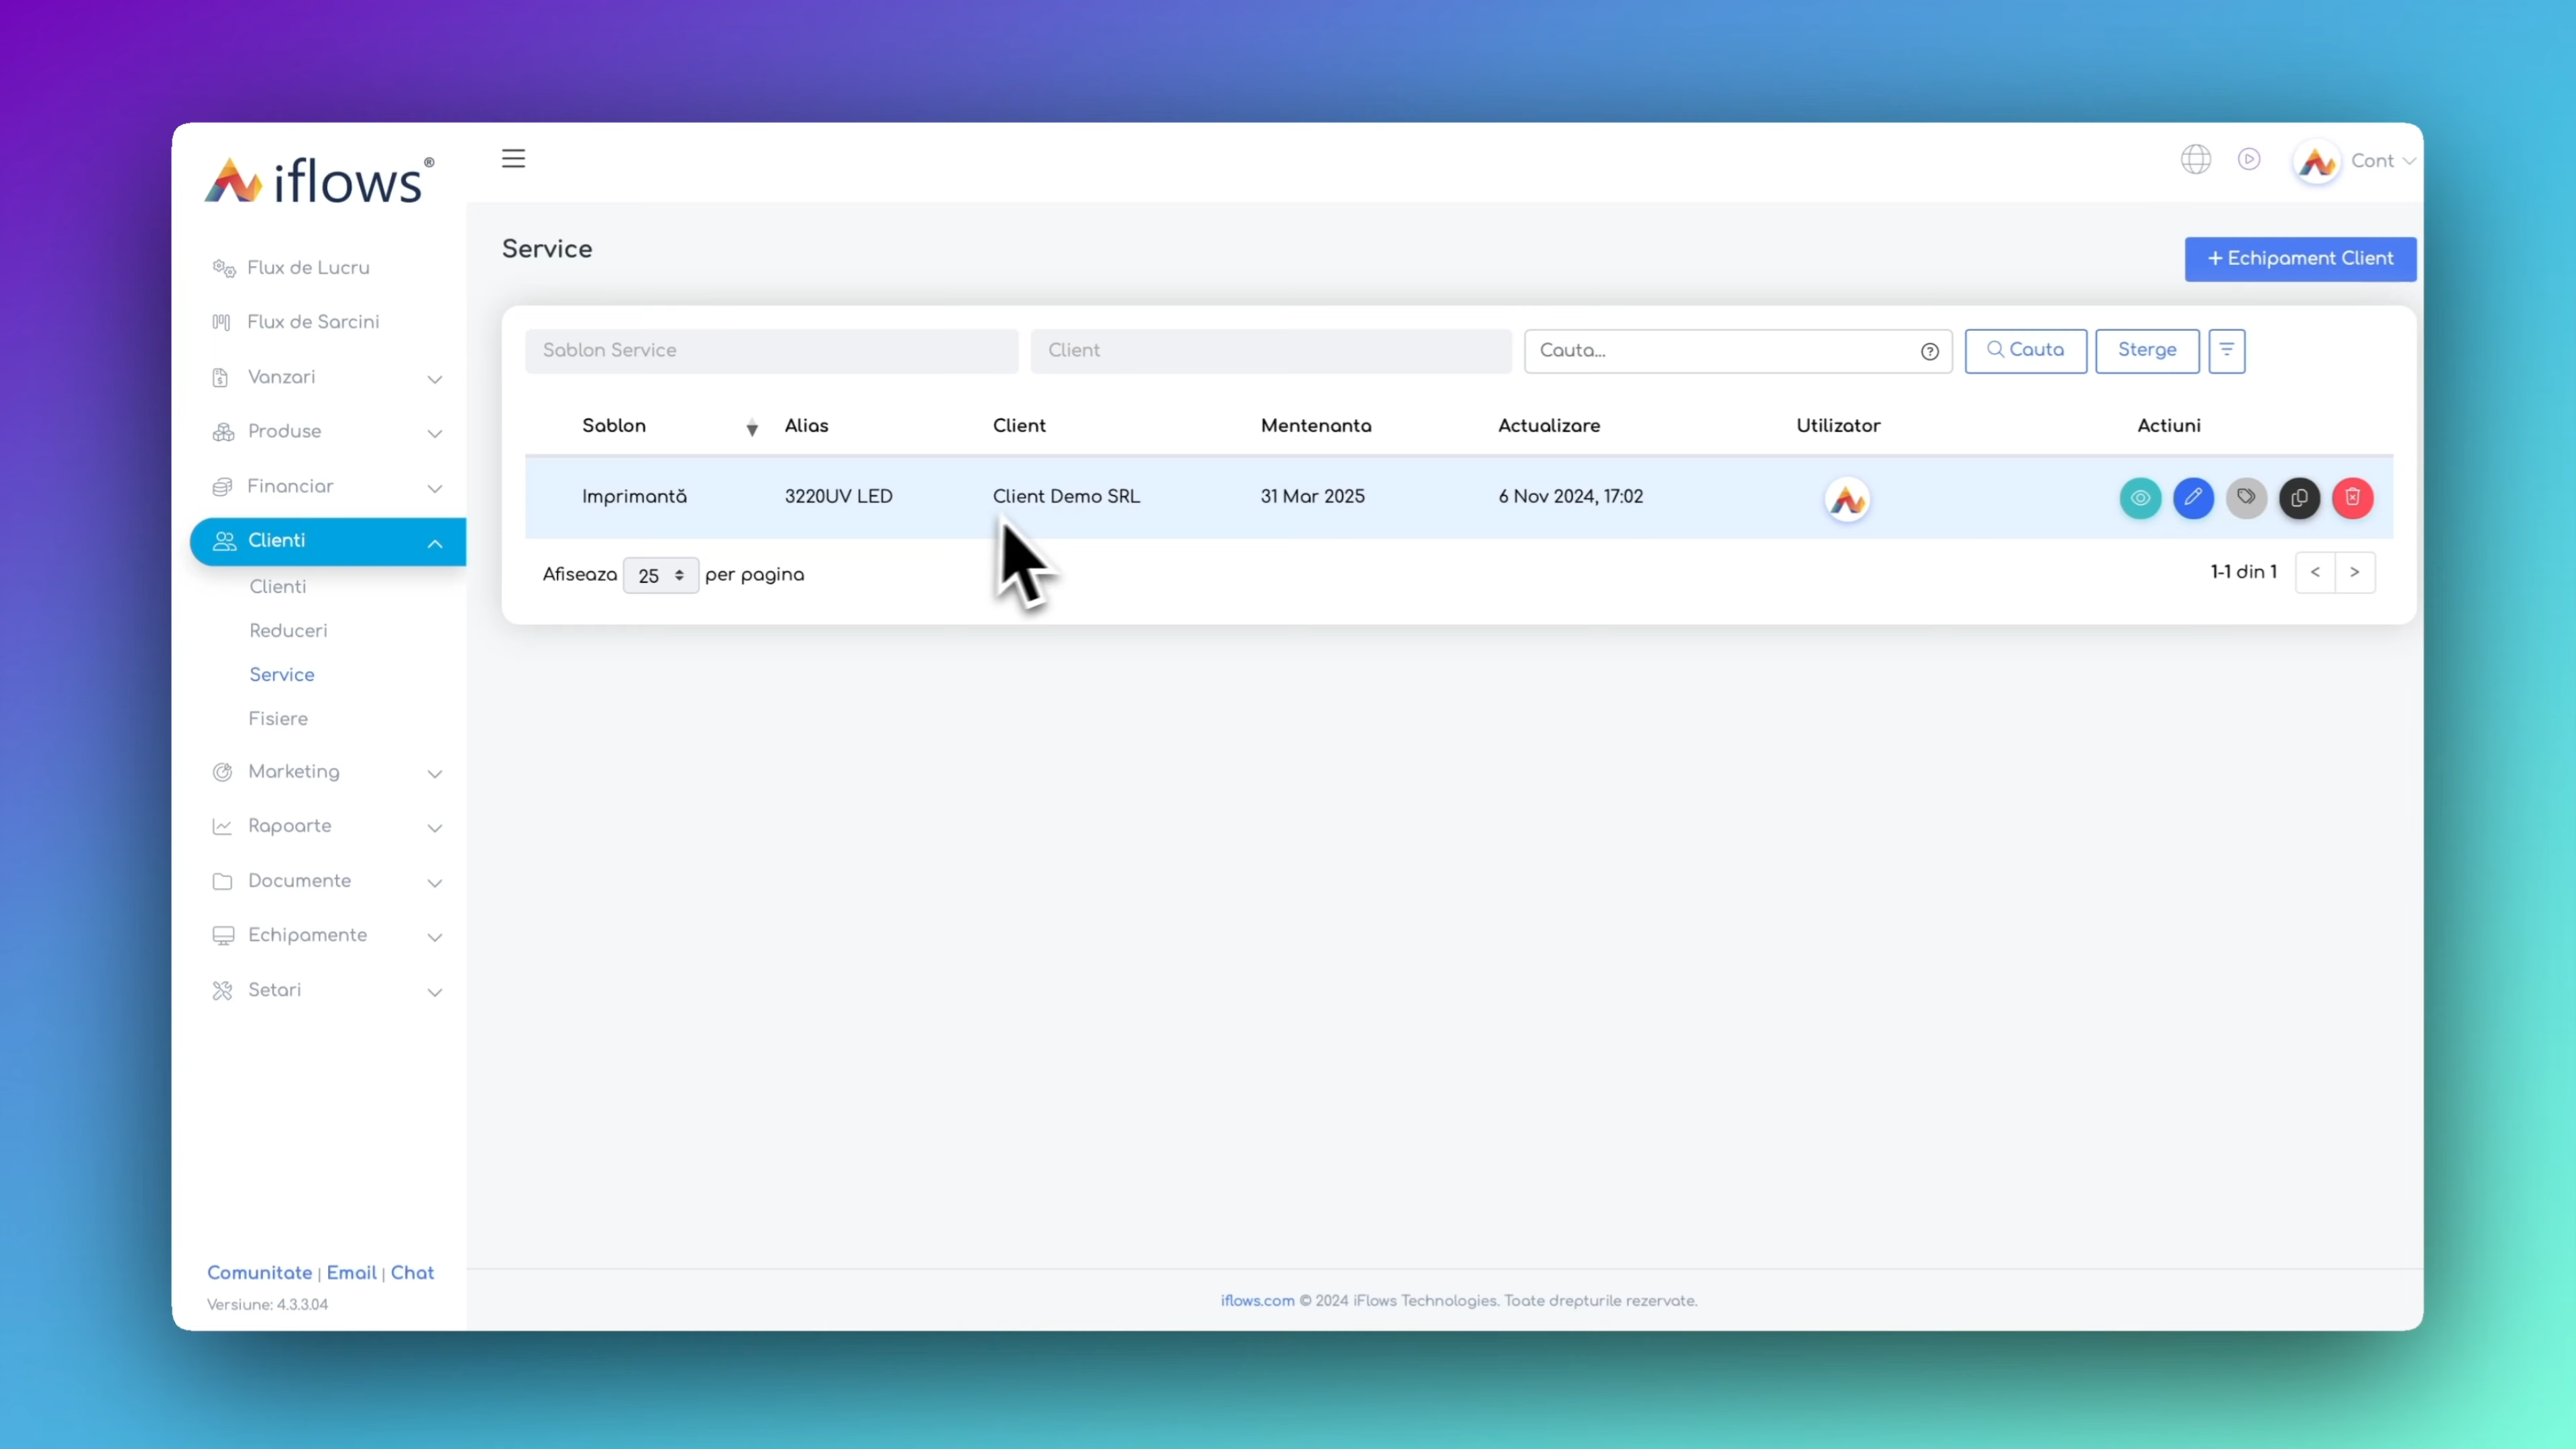 iflows®
Cont
Flux de Lucru
Flux de Sarcini
Vanzari
Produse
Financiar
Clienti
Clienti
Reduceri
Service
Fisiere
Marketing
Rapoarte
Documente
Echipamente
Setari
Comunitate | Email | Chat
Versiune: 4.3.3.04
Service
+ Echipament Client
Sablon Service
Client
Cauta...
Cauta
Sterge
Sablon Alias Client Mentenanta Actualizare Utilizator Actiuni
Imprimantă 3220UV LED Client Demo SRL 31 Mar 2025 6 Nov 2024, 17:02
Afiseaza 25 per pagina
1-1 din 1 < >
iflows.com © 2024 iFlows Technologies. Toate drepturile rezervate.